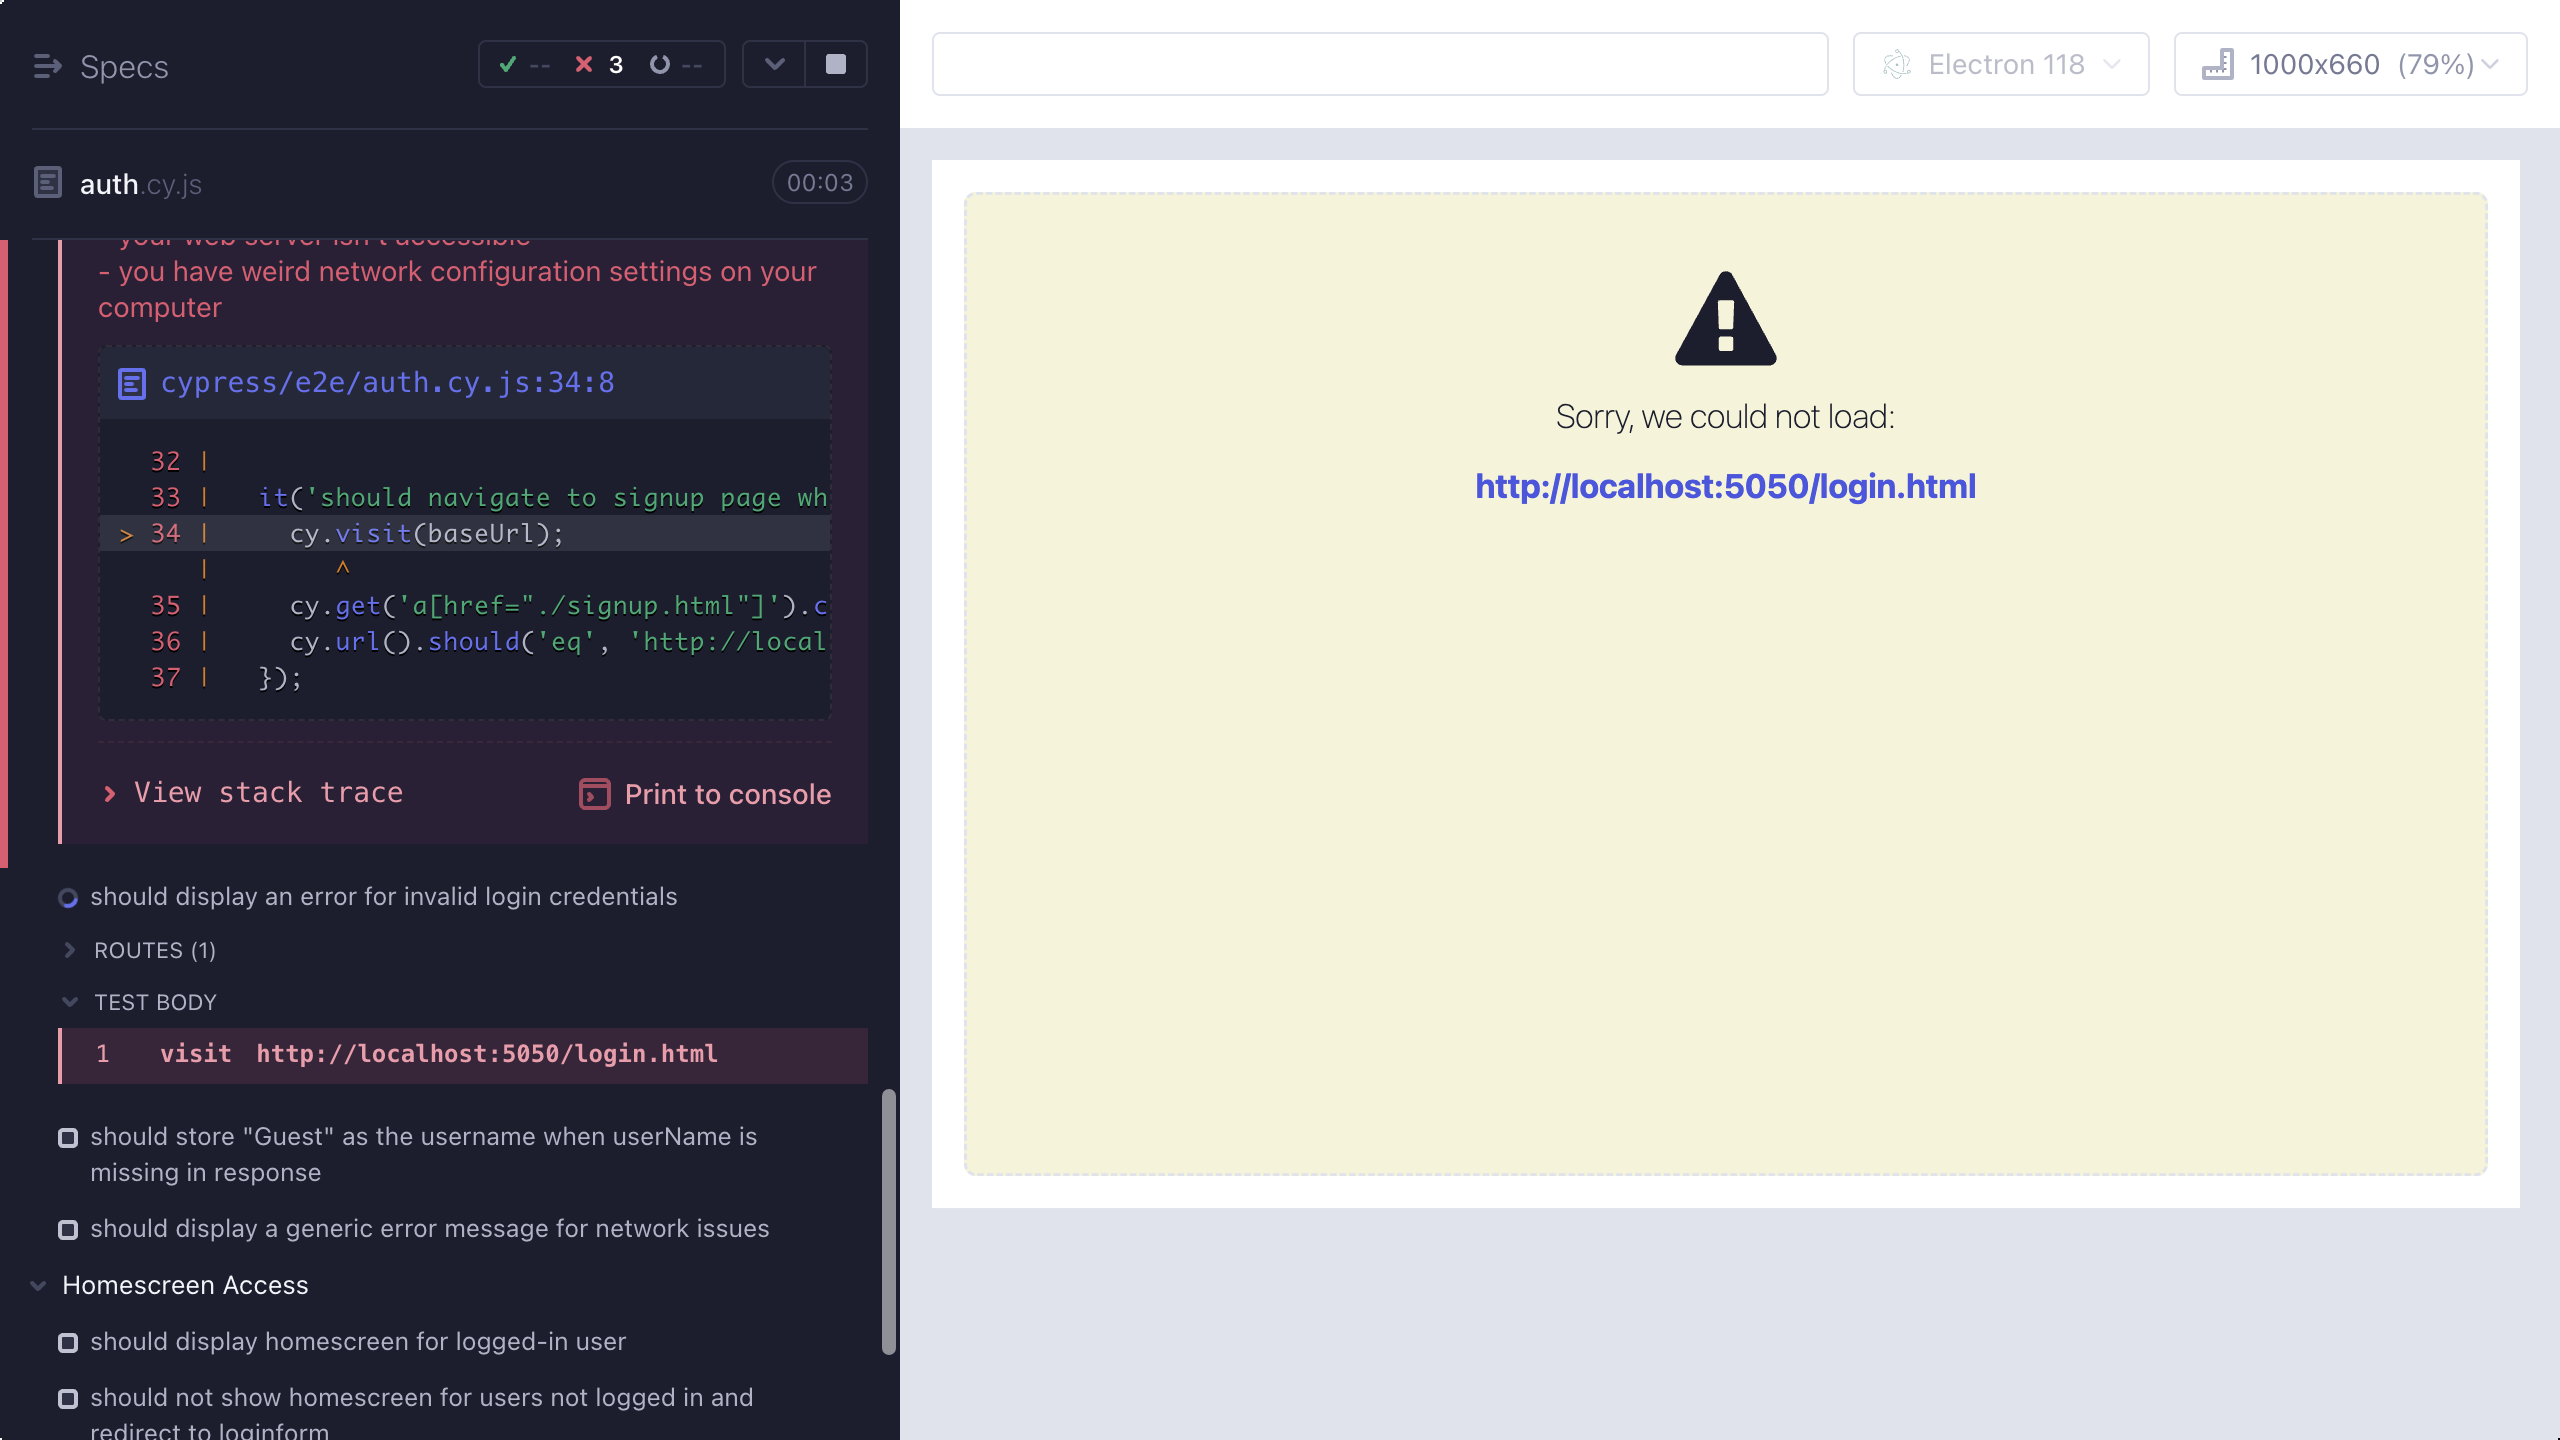 Specs
-- 3 --
auth.cy.js
00:03
- your web server isn't accessible
- you have weird network configuration settings on your
computer
cypress/e2e/auth.cy.js:34:8
32 |
33 | it('should navigate to signup page wh
> 34 | cy.visit(baseUrl);
| ^
35 | cy.get('a[href="./signup.html"]').c
36 | cy.url().should('eq', 'http://local
37 | });
View stack trace
Print to console
should display an error for invalid login credentials
ROUTES (1)
TEST BODY
1 visit http://localhost:5050/login.html
should store "Guest" as the username when userName is
missing in response
should display a generic error message for network issues
Homescreen Access
should display homescreen for logged-in user
should not show homescreen for users not logged in and
redirect to loginform
Electron 118
1000x660 (79%)
Sorry, we could not load:
http://localhost:5050/login.html